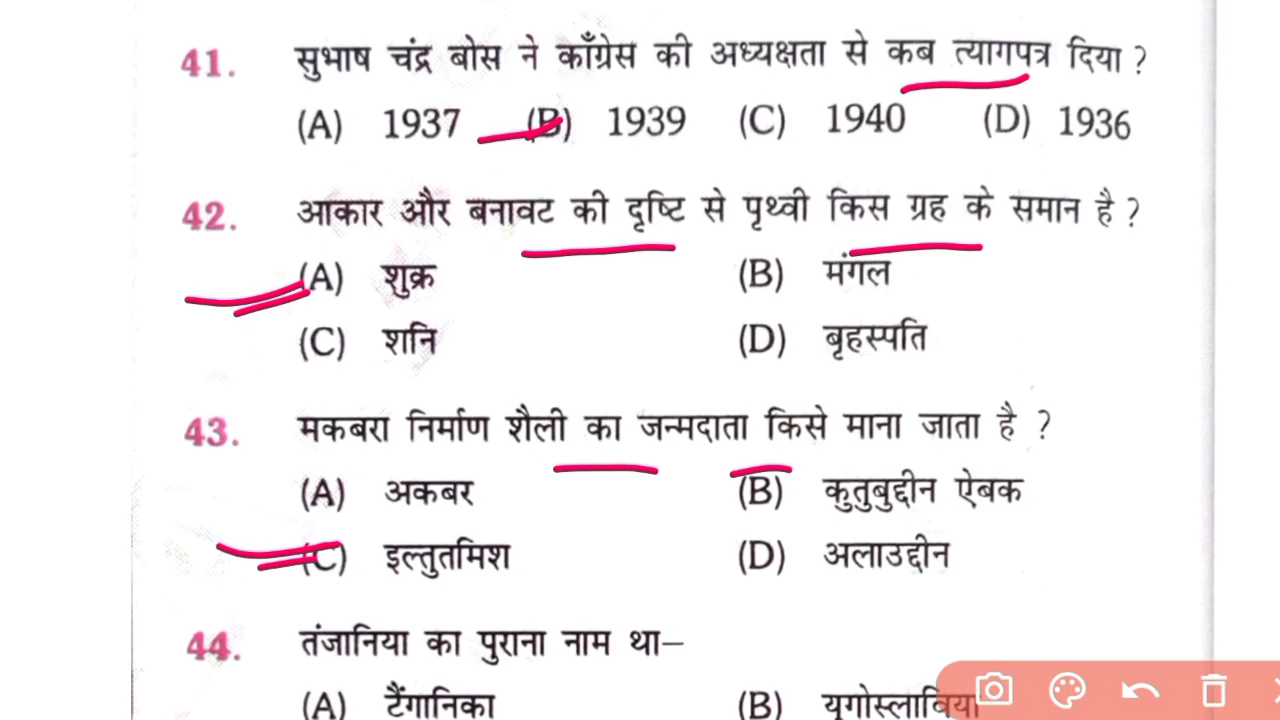 41. सुभाष चंद्र बोस ने काँग्रेस की अध्यक्षता से कब त्यागपत्र दिया ?
(A) 1937 (B) 1939 (C) 1940 (D) 1936
42. आकार और बनावट की दृष्टि से पृथ्वी किस ग्रह के समान है ?
(A) शुक्र (B) मंगल
(C) शनि (D) बृहस्पति
43. मकबरा निर्माण शैली का जन्मदाता किसे माना जाता है ?
(A) अकबर (B) कुतुबुद्दीन ऐबक
(C) इल्तुतमिश (D) अलाउद्दीन
44. तंजानिया का पुराना नाम था–
(A) टैंगानिका (B) युगोस्लाविया